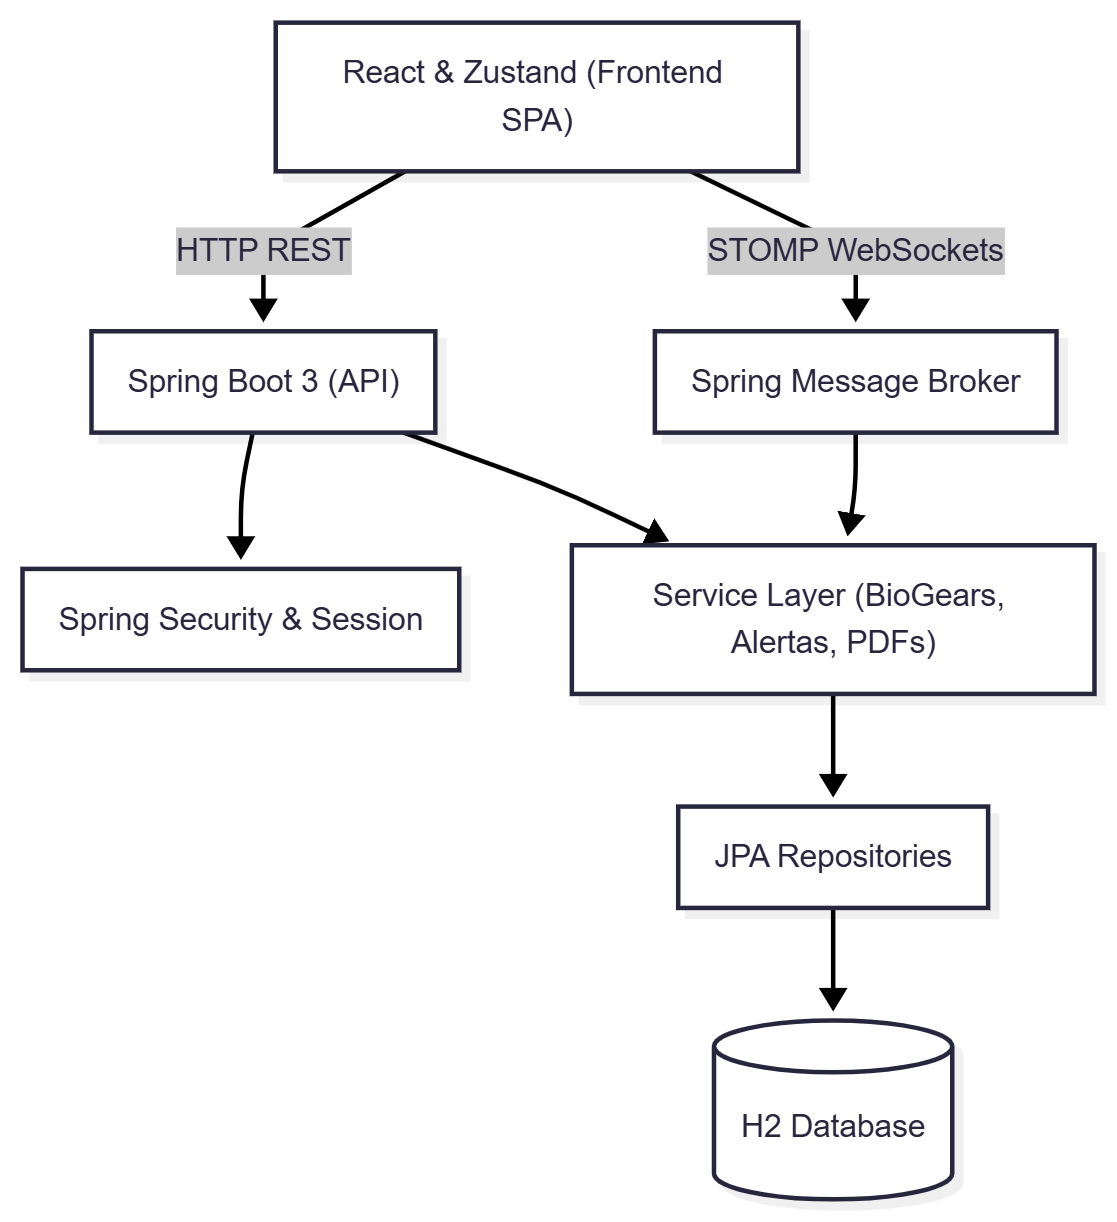 React & Zustand (Frontend
SPA)
HTTP REST
STOMP WebSockets
Spring Boot 3 (API)
Spring Message Broker
Spring Security & Session
Service Layer (BioGears,
Alertas, PDFs)
JPA Repositories
H2 Database